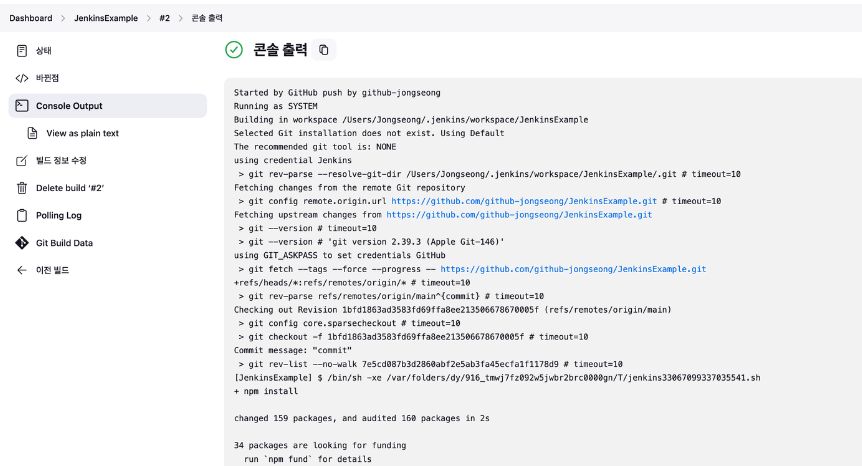 Dashboard > JenkinsExample > #2 > 콘솔 출력
상태
바뀐점
Console Output
View as plain text
빌드 정보 수정
Delete build ‘#2’
Polling Log
Git Build Data
이전 빌드
콘솔 출력
Started by GitHub push by github-jongseong
Running as SYSTEM
Building in workspace /Users/Jongseong/.jenkins/workspace/JenkinsExample
Selected Git installation does not exist. Using Default
The recommended git tool is: NONE
using credential Jenkins
> git rev-parse --resolve-git-dir /Users/Jongseong/.jenkins/workspace/JenkinsExample/.git # timeout=10
Fetching changes from the remote Git repository
> git config remote.origin.url https://github.com/github-jongseong/JenkinsExample.git # timeout=10
Fetching upstream changes from https://github.com/github-jongseong/JenkinsExample.git
> git --version # timeout=10
> git --version # 'git version 2.39.3 (Apple Git-146)'
using GIT_ASKPASS to set credentials GitHub
> git fetch --tags --force --progress -- https://github.com/github-jongseong/JenkinsExample.git
+refs/heads/*:refs/remotes/origin/* # timeout=10
> git rev-parse refs/remotes/origin/main^{commit} # timeout=10
Checking out Revision 1bfd1863ad3583fd69ffa8ee213506678670005f (refs/remotes/origin/main)
> git config core.sparsecheckout # timeout=10
> git checkout -f 1bfd1863ad3583fd69ffa8ee213506678670005f # timeout=10
Commit message: "commit"
> git rev-list --no-walk 7e5cd087b3d2860abf2e5ab3fa45ecfa1f1178d9 # timeout=10
[JenkinsExample] $ /bin/sh -xe /var/folders/dy/916_tmwj7fz092w5jwbr2brc0000gn/T/jenkins33067099337035541.sh
+ npm install
changed 159 packages, and audited 160 packages in 2s
34 packages are looking for funding
run `npm fund` for details